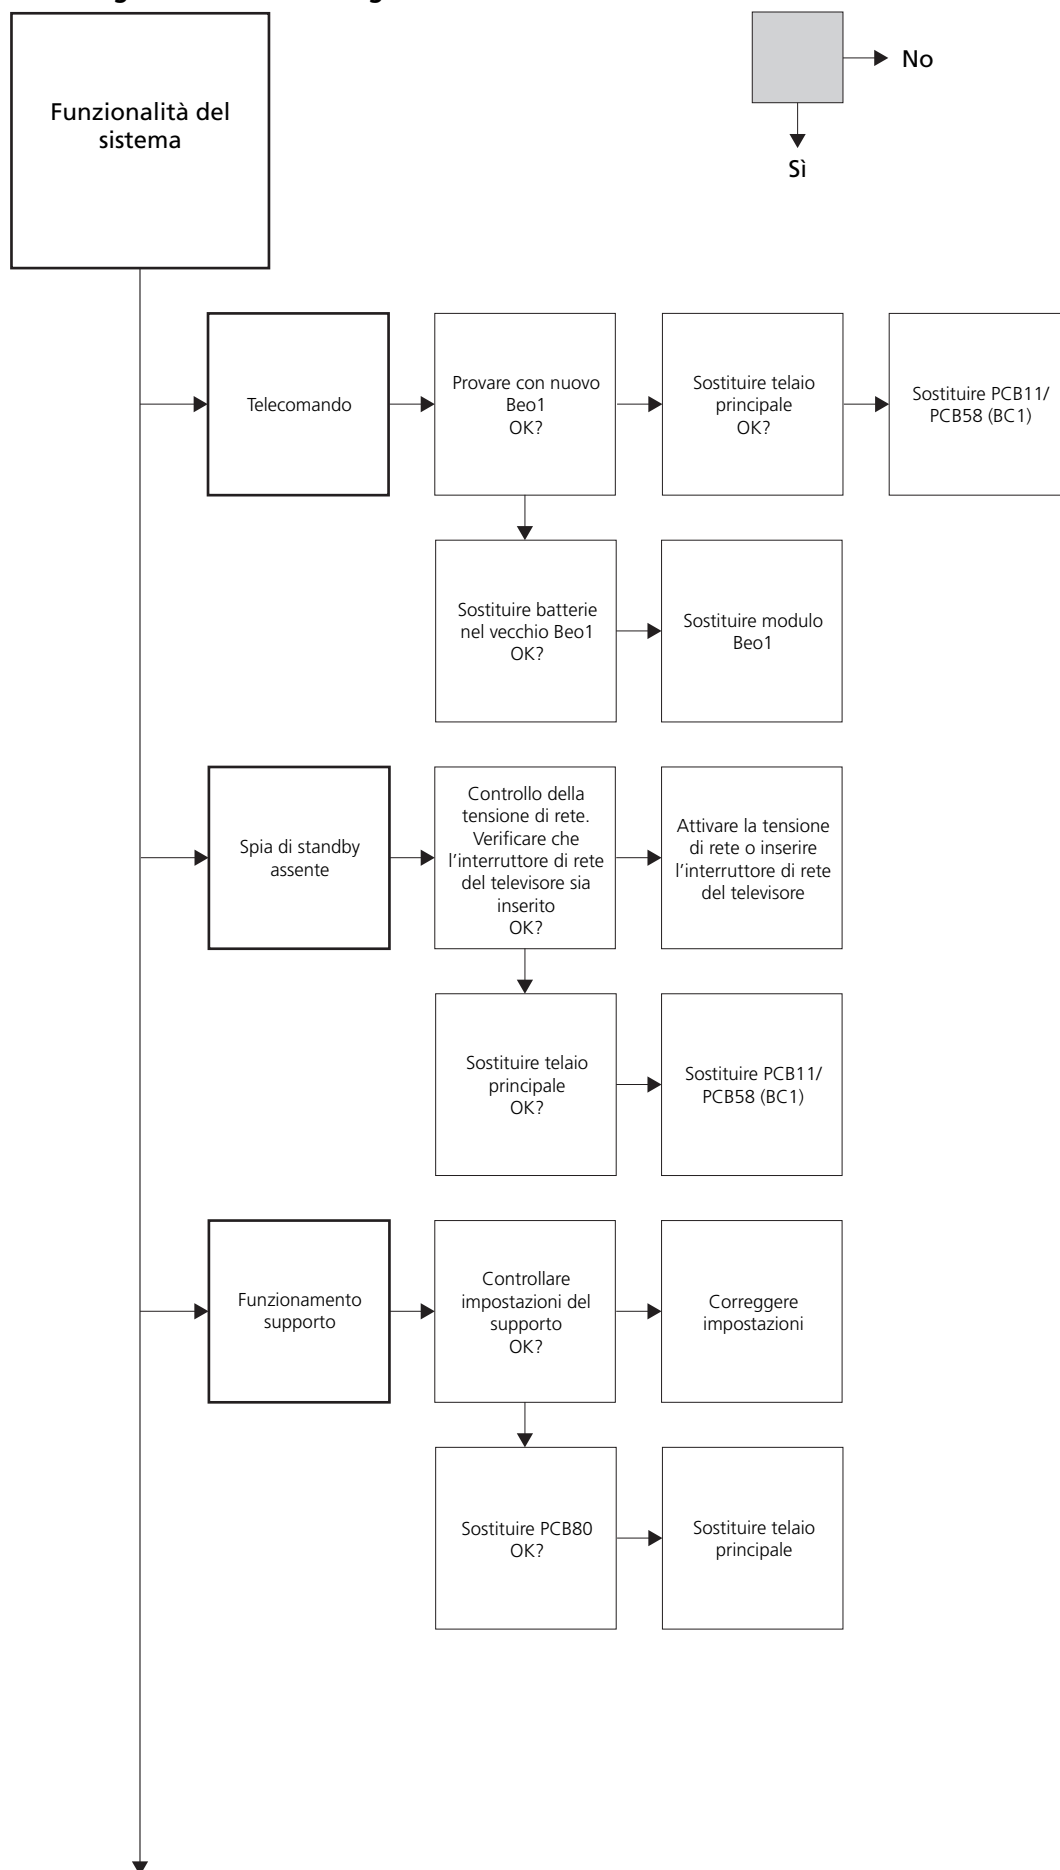 Funzionalità del
sistema
No
Sì
Telecomando
Provare con nuovo
Beo1
OK?
Sostituire telaio
principale
OK?
Sostituire PCB11/
PCB58 (BC1)
Sostituire batterie
nel vecchio Beo1
OK?
Sostituire modulo
Beo1
Spia di standby
assente
Controllo della
tensione di rete.
Verificare che
l’interruttore di rete
del televisore sia
inserito
OK?
Attivare la tensione
di rete o inserire
l’interruttore di rete
del televisore
Sostituire telaio
principale
OK?
Sostituire PCB11/
PCB58 (BC1)
Funzionamento
supporto
Controllare
impostazioni del
supporto
OK?
Correggere
impostazioni
Sostituire PCB80
OK?
Sostituire telaio
principale